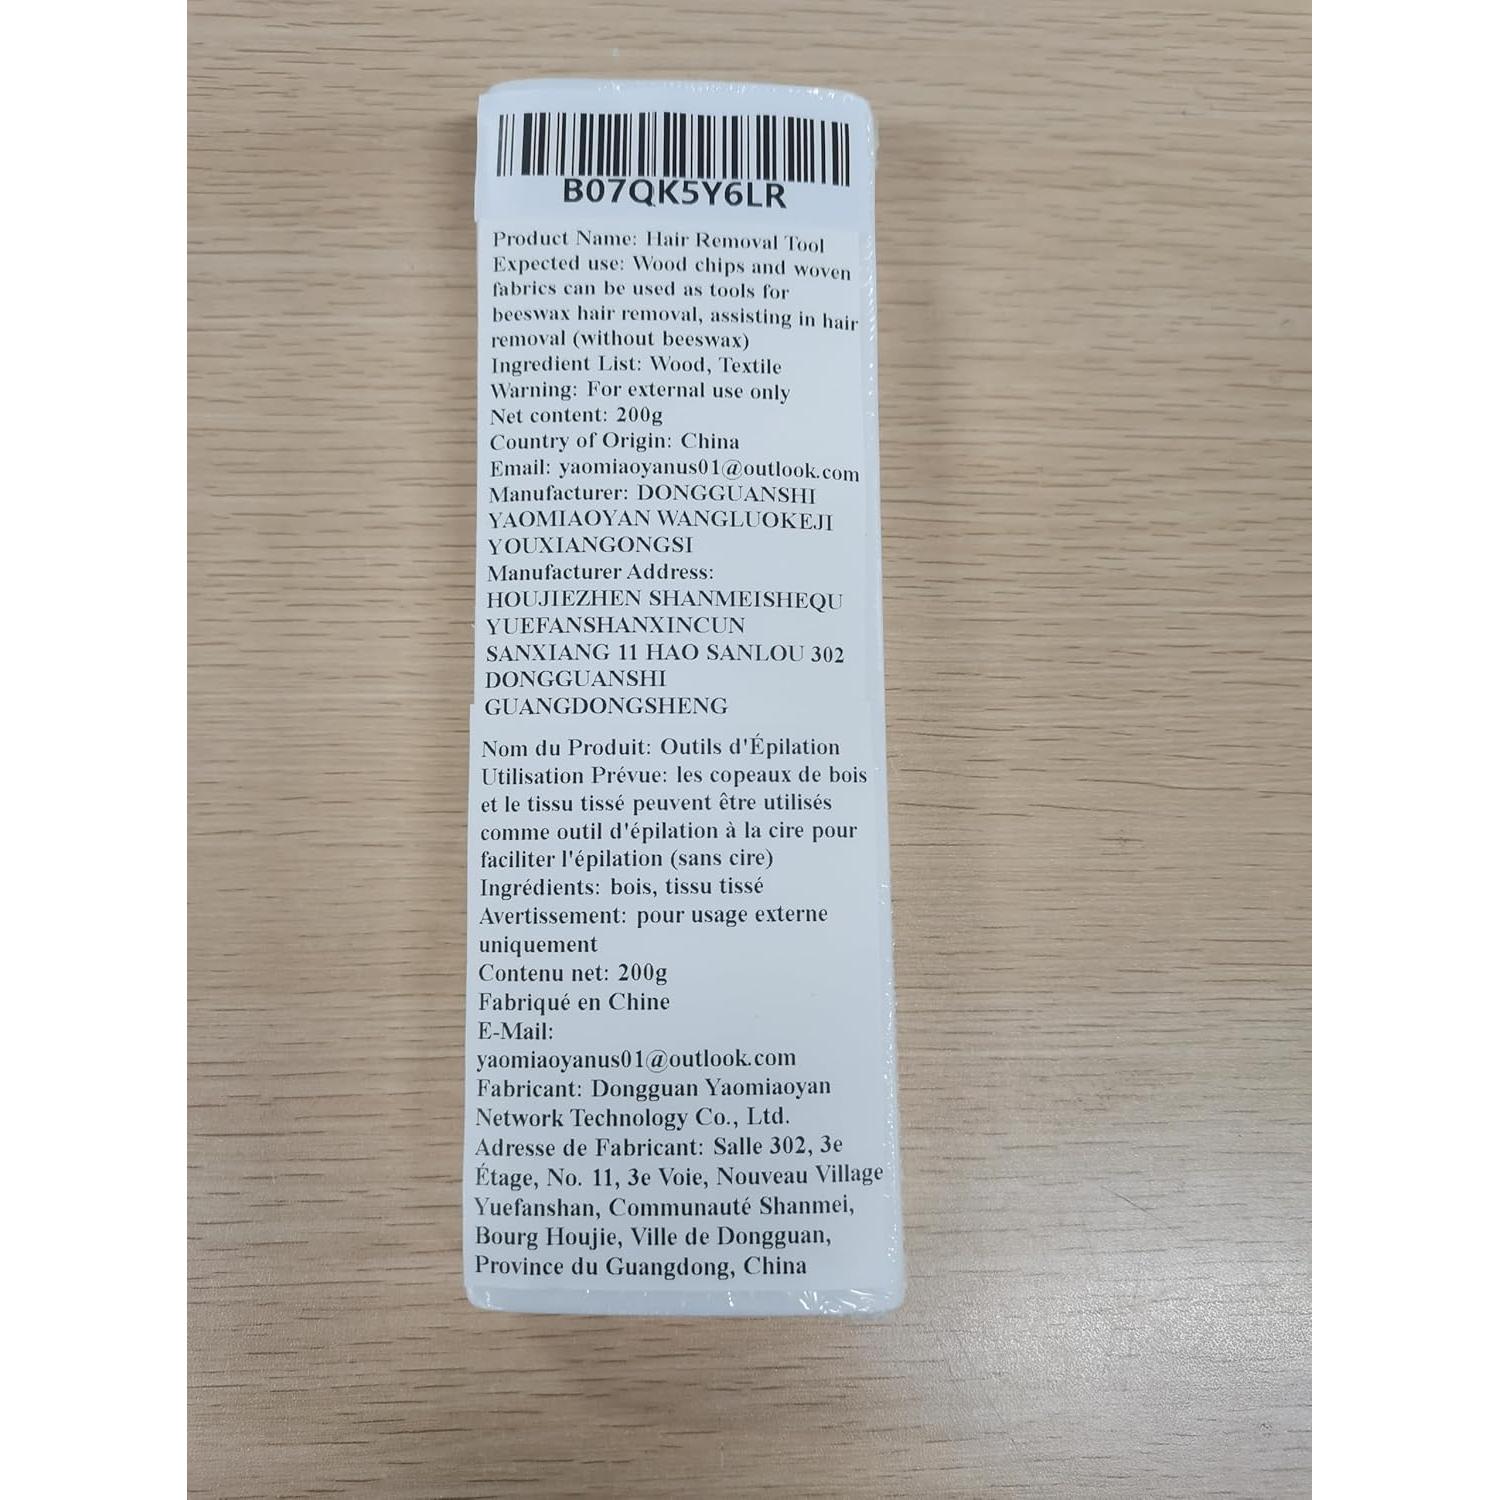 B07QK5Y6LR
Product Name: Hair Removal Tool
Expected use: Wood chips and woven
fabrics can be used as tools for
beeswax hair removal, assisting in hair
removal (without beeswax)
Ingredient List: Wood, Textile
Warning: For external use only
Net content: 200g
Country of Origin: China
Email: yaomiaoyanus01@outlook.com
Manufacturer: DONGGUANSHI
YAOMIAOYAN WANGLUOKEJI
YOUXIANGONGSI
Manufacturer Address:
HOUJIEZHEN SHANMEISHEQU
YUEFANSHANXINCUN
SANXIANG 11 HAO SANLOU 302
DONGGUANSHI
GUANGDONGSHENG
Nom du Produit: Outils d'Épilation
Utilisation Prévue: les copeaux de bois
et le tissu tissé peuvent être utilisés
comme outil d'épilation à la cire pour
faciliter l'épilation (sans cire)
Ingrédients: bois, tissu tissé
Avertissement: pour usage externe
uniquement
Contenu net: 200g
Fabriqué en Chine
E-Mail:
yaomiaoyanus01@outlook.com
Fabricant: Dongguan Yaomiaoyan
Network Technology Co., Ltd.
Adresse de Fabricant: Salle 302, 3e
Étage, No. 11, 3e Voie, Nouveau Village
Yuefanshan, Communauté Shanmei,
Bourg Houjie, Ville de Dongguan,
Province du Guangdong, China